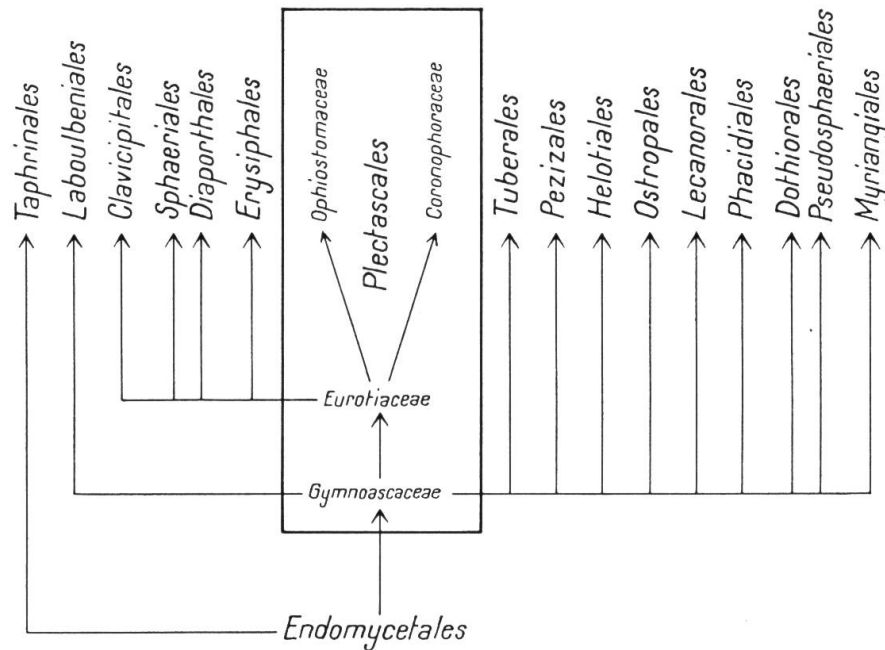 Taphrinales
Laboulbeniales
Clavicipitales
Sphaeriales
Diaporthales
Erysiphales
Ophiostomaceae
Plectascales
Coronophoraceae
Tuberales
Pezizales
Helotiales
Ostropales
Lecanorales
Phacidiales
Dothiorales
Pseudosphaeriales
Myriangiales
Eurotiaceae
Gymnoascaceae
Endomycetales